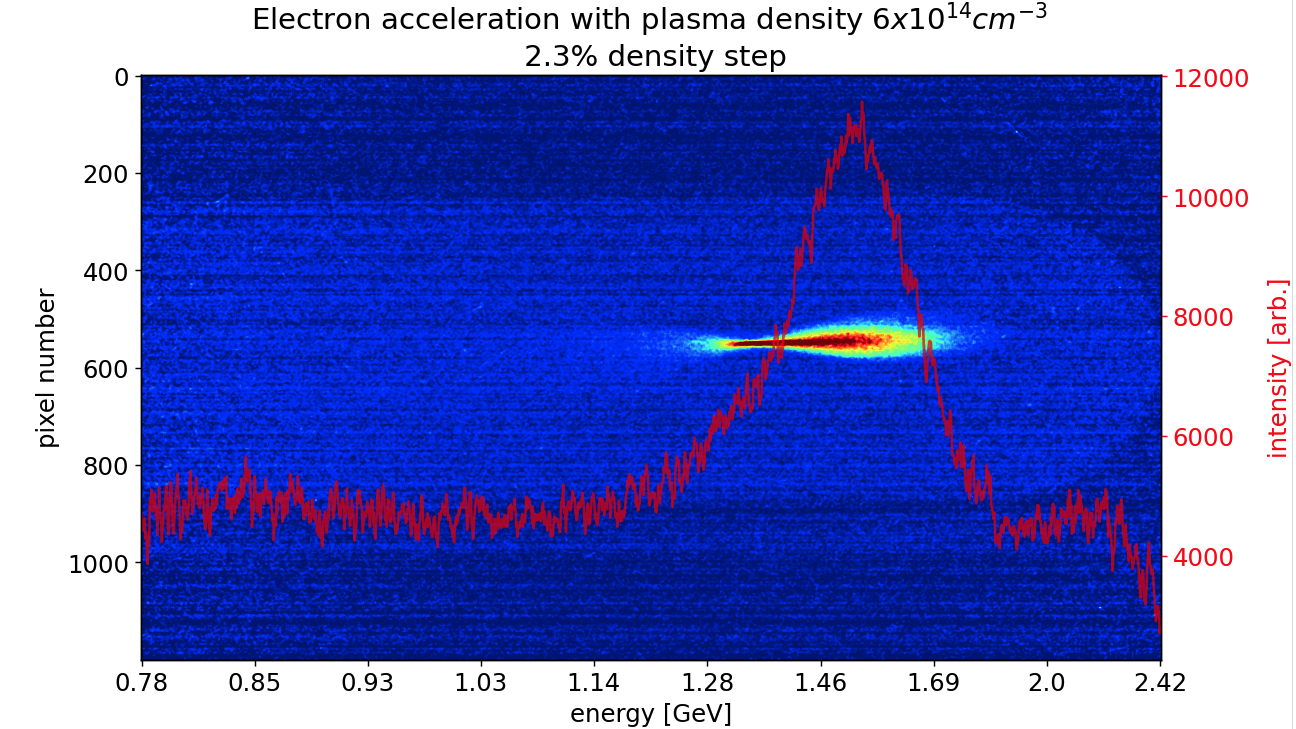 Electron acceleration with plasma density 6x10^14cm^−3
2.3% density step
0
200
400
600
800
1000
pixel number
12000
10000
8000
6000
4000
intensity [arb.]
0.78 0.85 0.93 1.03 1.14 1.28 1.46 1.69 2.0 2.42
energy [GeV]